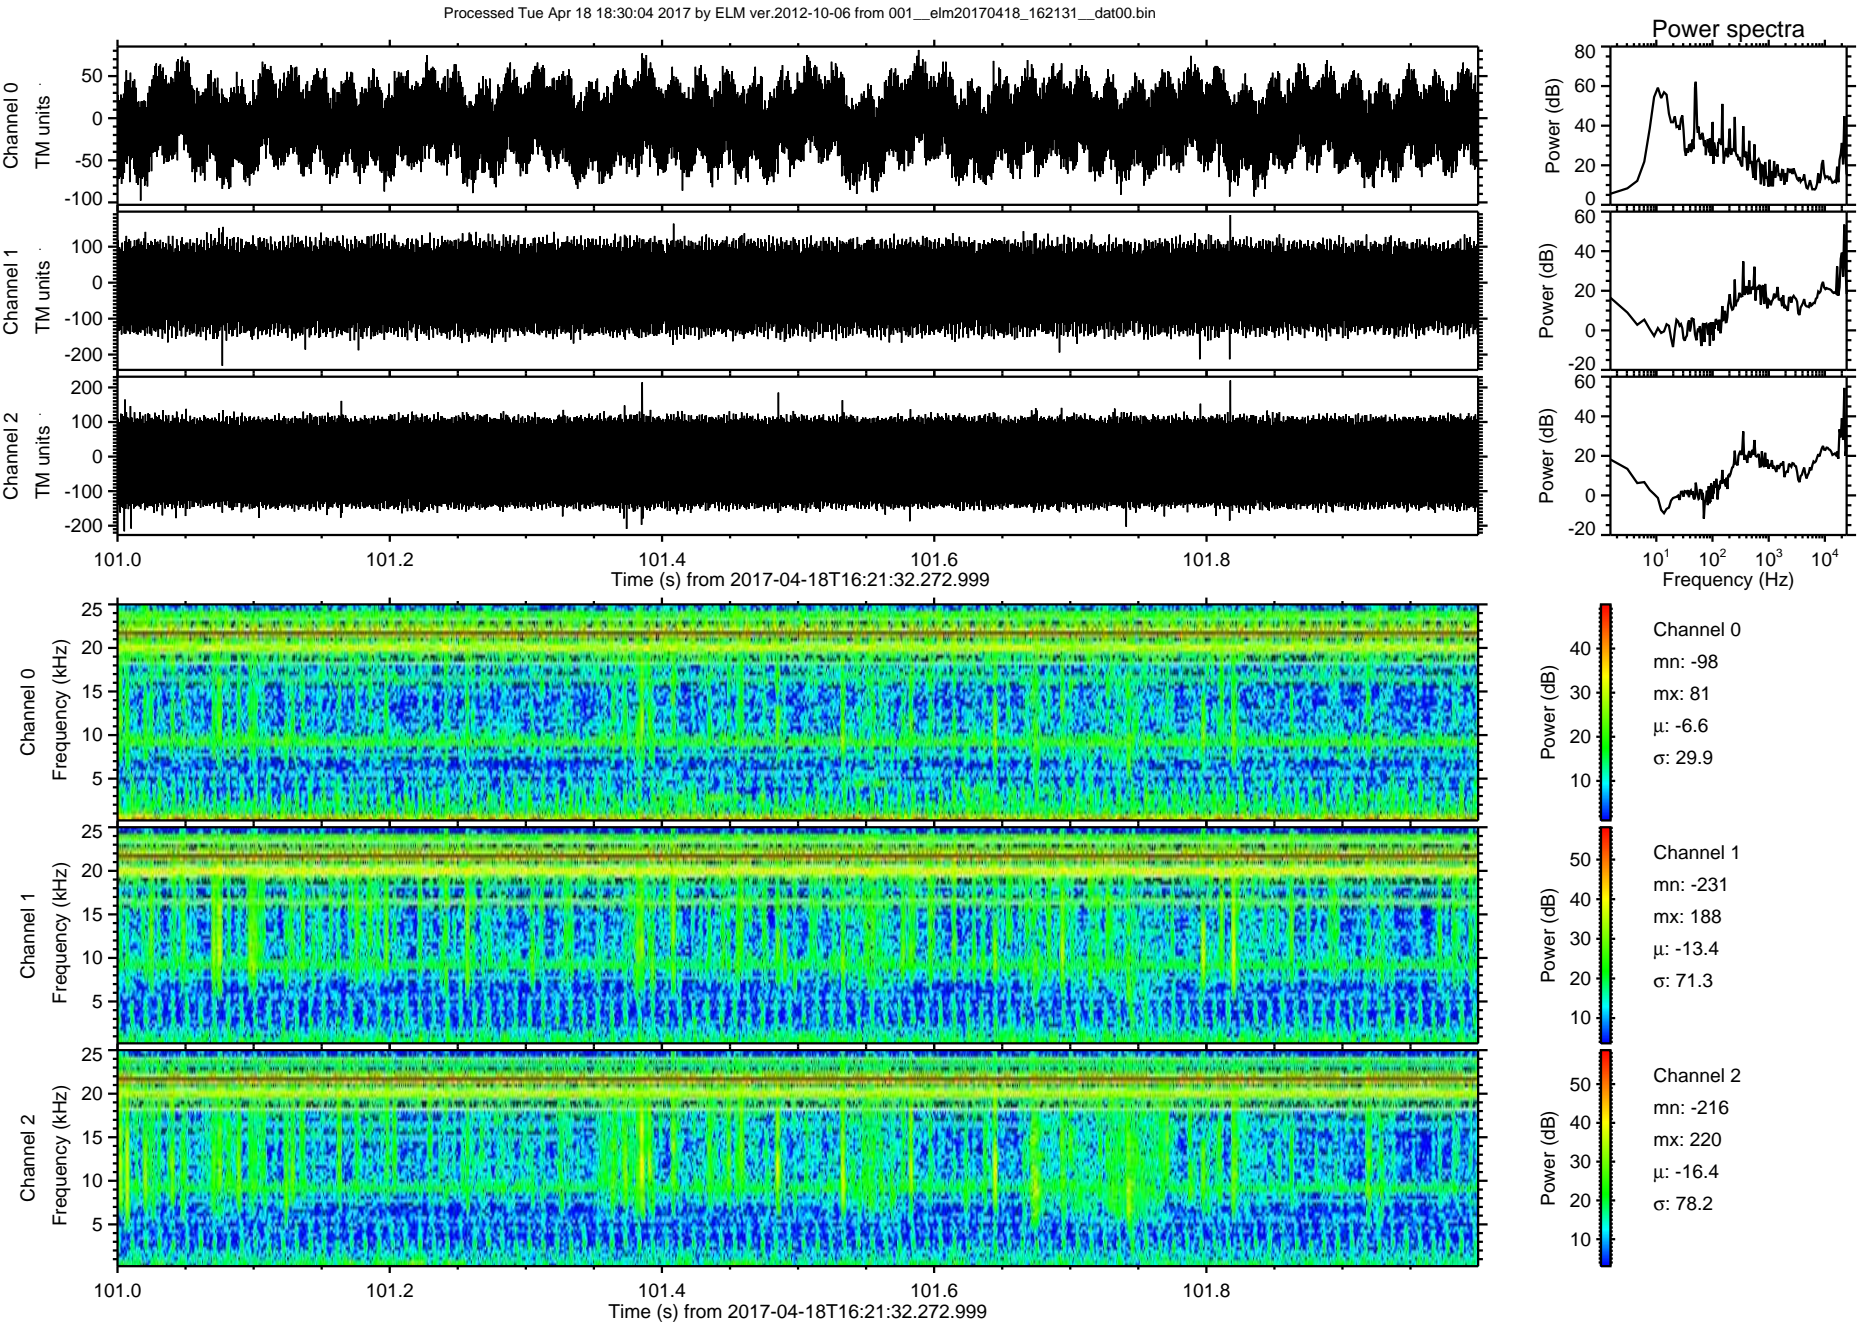 Processed Tue Apr 18 18:30:04 2017 by ELM ver.2012-10-06 from 001__elm20170418_162131__dat00.bin
Power spectra
Channel 0
TM units
50
0
-50
-100
Power (dB)
80
60
40
20
0
Channel 1
TM units
100
0
-100
-200
Power (dB)
60
40
20
0
-20
Channel 2
TM units
200
100
0
-100
-200
Power (dB)
60
40
20
0
-20
101.0 101.2 101.4 101.6 101.8
Time (s) from 2017-04-18T16:21:32.272.999
10¹ 10² 10³ 10⁴
Frequency (Hz)
Channel 0
Frequency (kHz)
25
20
15
10
5
Power (dB)
40
30
20
10
Channel 0
mn: -98
mx: 81
μ: -6.6
σ: 29.9
Channel 1
Frequency (kHz)
25
20
15
10
5
Power (dB)
50
40
30
20
10
Channel 1
mn: -231
mx: 188
μ: -13.4
σ: 71.3
Channel 2
Frequency (kHz)
25
20
15
10
5
Power (dB)
50
40
30
20
10
Channel 2
mn: -216
mx: 220
μ: -16.4
σ: 78.2
101.0 101.2 101.4 101.6 101.8
Time (s) from 2017-04-18T16:21:32.272.999